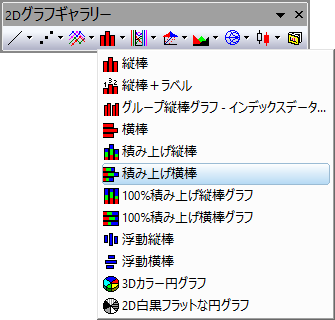 2Dグラフギャラリー
縦棒
縦棒＋ラベル
グループ縦棒グラフ - インデックスデータ...
横棒
積み上げ縦棒
積み上げ横棒
100%積み上げ縦棒グラフ
100%積み上げ横棒グラフ
浮動縦棒
浮動横棒
3Dカラー円グラフ
2D白黒フラットな円グラフ